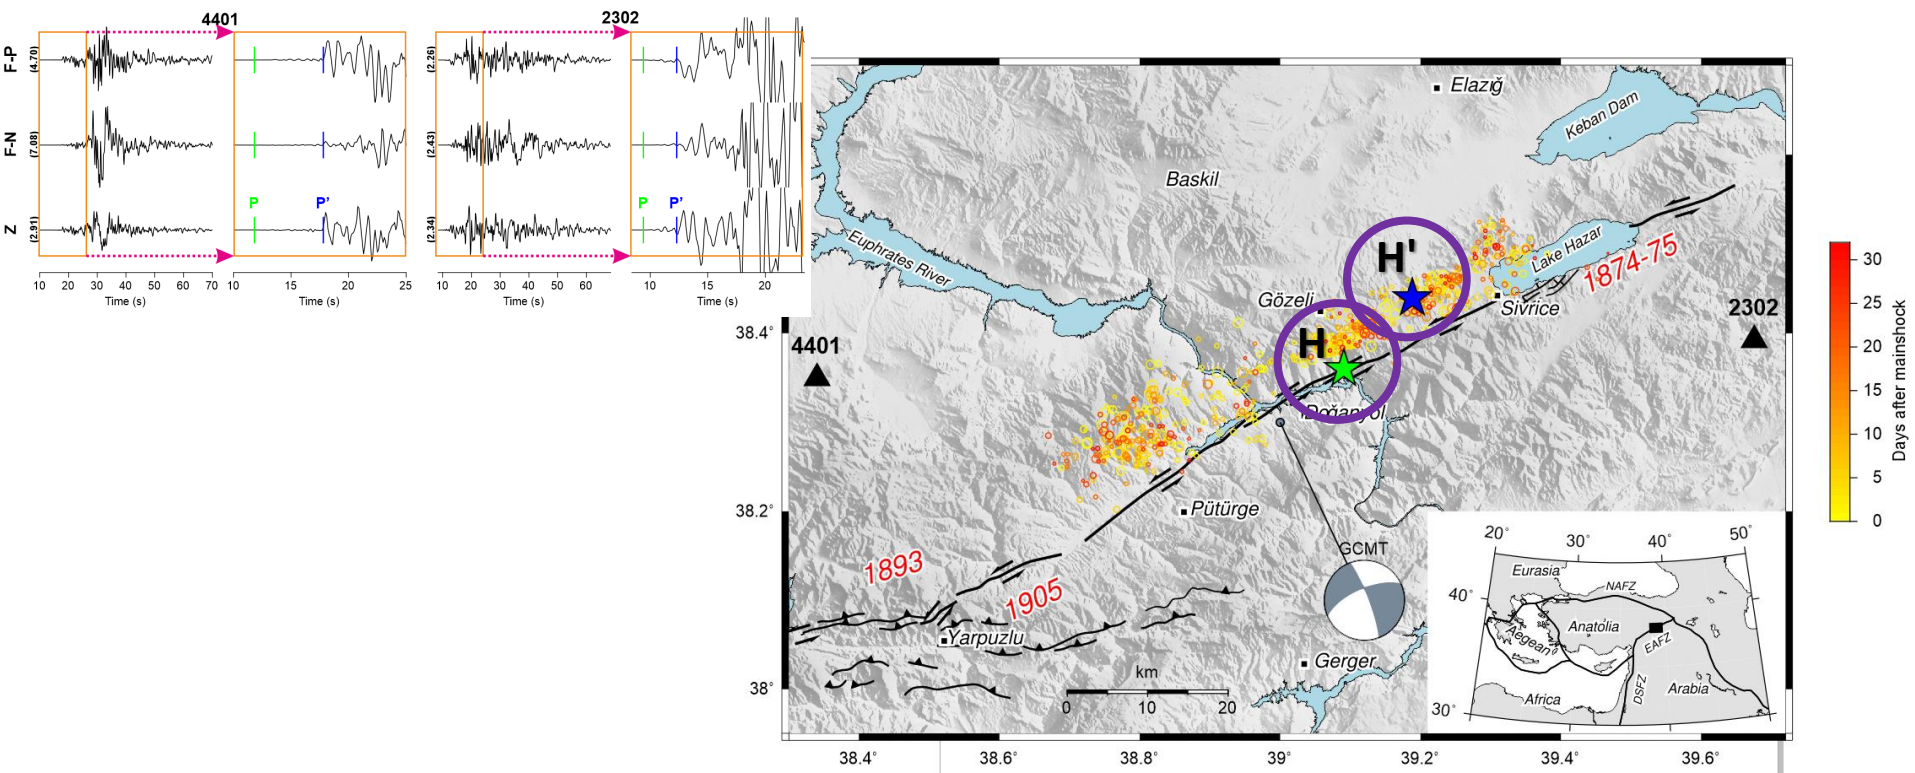 4401
2302
F-P
(4.70)
(2.26)
F-N
(7.08)
(2.43)
Z
(2.91)
(2.34)
P
P'
P
P'
10 20 30 40 50 60 70
Time (s)
10 15 20 25
Time (s)
10 20 30 40 50 60
Time (s)
10 15 20
Time (s)
Elazığ
Keban Dam
Baskil
Euphrates River
H'
Lake Hazar
1874-75
Gözeli
Sivrice
2302
H
4401
Doğanyol
Pütürge
GCMT
1893
1905
Yarpuzlu
Gerger
km
0 10 20
38.4°
38.2°
38°
38.4° 38.6° 38.8° 39° 39.2° 39.4° 39.6°
20° 30° 40° 50°
40°
30°
Eurasia
NAFZ
Anatolia
Aegean
EAFZ
DSFZ
Arabia
Africa
30
25
20
15
10
5
0
Days after mainshock